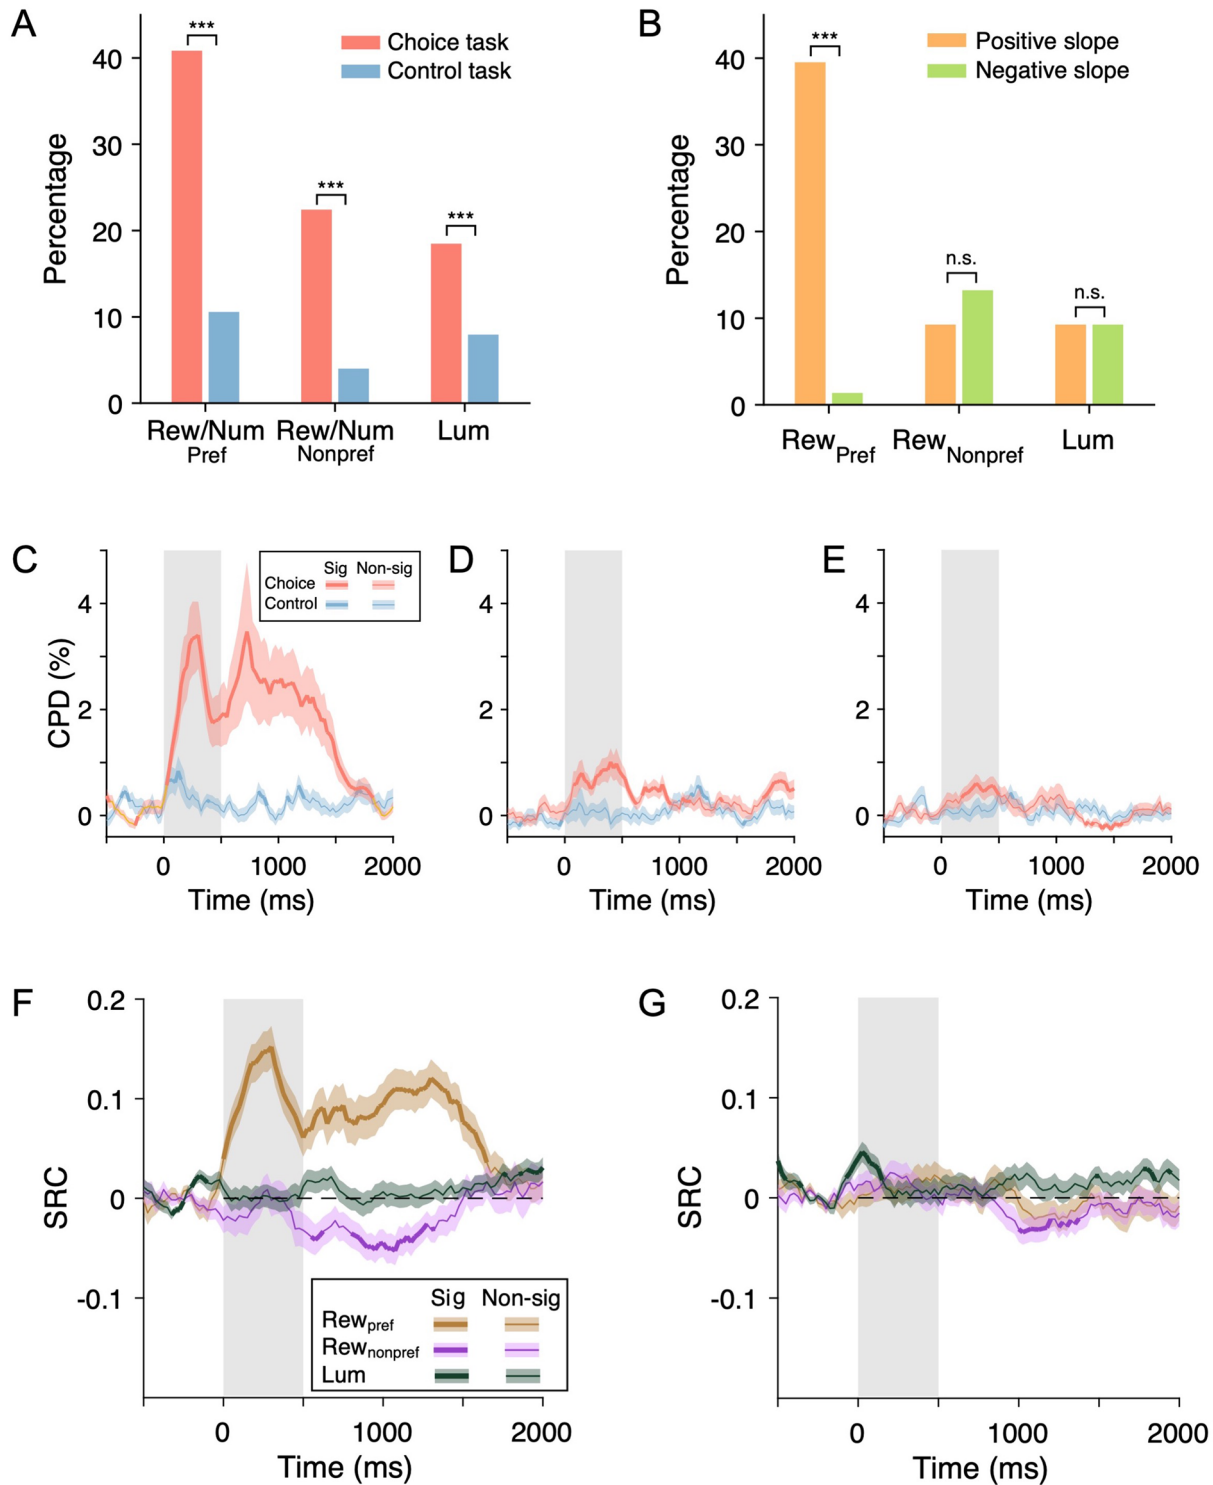 A
***
***
***
Choice task
Control task
Percentage
40
30
20
10
0
Rew/Num Pref
Rew/Num Nonpref
Lum
B
***
n.s.
n.s.
Positive slope
Negative slope
Percentage
40
30
20
10
0
RewPref
RewNonpref
Lum
C
Sig Non-sig
Choice
Control
CPD (%)
4
2
0
0 1000 2000
Time (ms)
D
4
2
0
0 1000 2000
Time (ms)
E
4
2
0
0 1000 2000
Time (ms)
F
0.2
0.1
0
-0.1
SRC
Sig Non-sig
Rewpref
Rewnonpref
Lum
0 1000 2000
Time (ms)
G
0.2
0.1
0
-0.1
SRC
0 1000 2000
Time (ms)